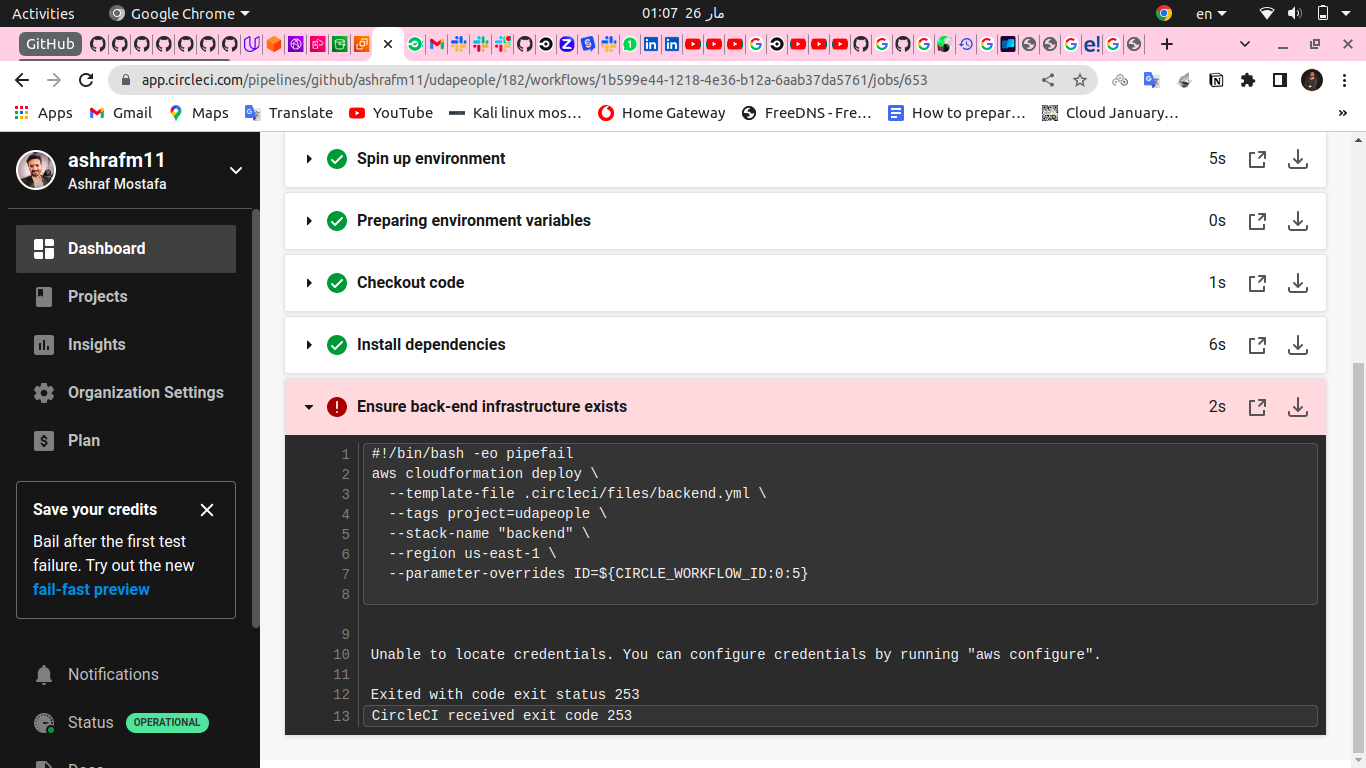 Activities
Google Chrome
01:07 26 مار
en
GitHub
app.circleci.com/pipelines/github/ashrafm11/udapeople/182/workflows/1b599e44-1218-4e36-b12a-6aab37da5761/jobs/653
Apps
Gmail
Maps
Translate
YouTube
Kali linux mos…
Home Gateway
FreeDNS - Fre…
How to prepar…
Cloud January…
»
ashrafm11
Ashraf Mostafa
Dashboard
Projects
Insights
Organization Settings
Plan
Save your credits
Bail after the first test
failure. Try out the new
fail-fast preview
Notifications
Status OPERATIONAL
Docs
Spin up environment 5s
Preparing environment variables 0s
Checkout code 1s
Install dependencies 6s
Ensure back-end infrastructure exists 2s
1 #!/bin/bash -eo pipefail
2 aws cloudformation deploy \
3 --template-file .circleci/files/backend.yml \
4 --tags project=udapeople \
5 --stack-name "backend" \
6 --region us-east-1 \
7 --parameter-overrides ID=${CIRCLE_WORKFLOW_ID:0:5}
8
9
10 Unable to locate credentials. You can configure credentials by running "aws configure".
11
12 Exited with code exit status 253
13 CircleCI received exit code 253